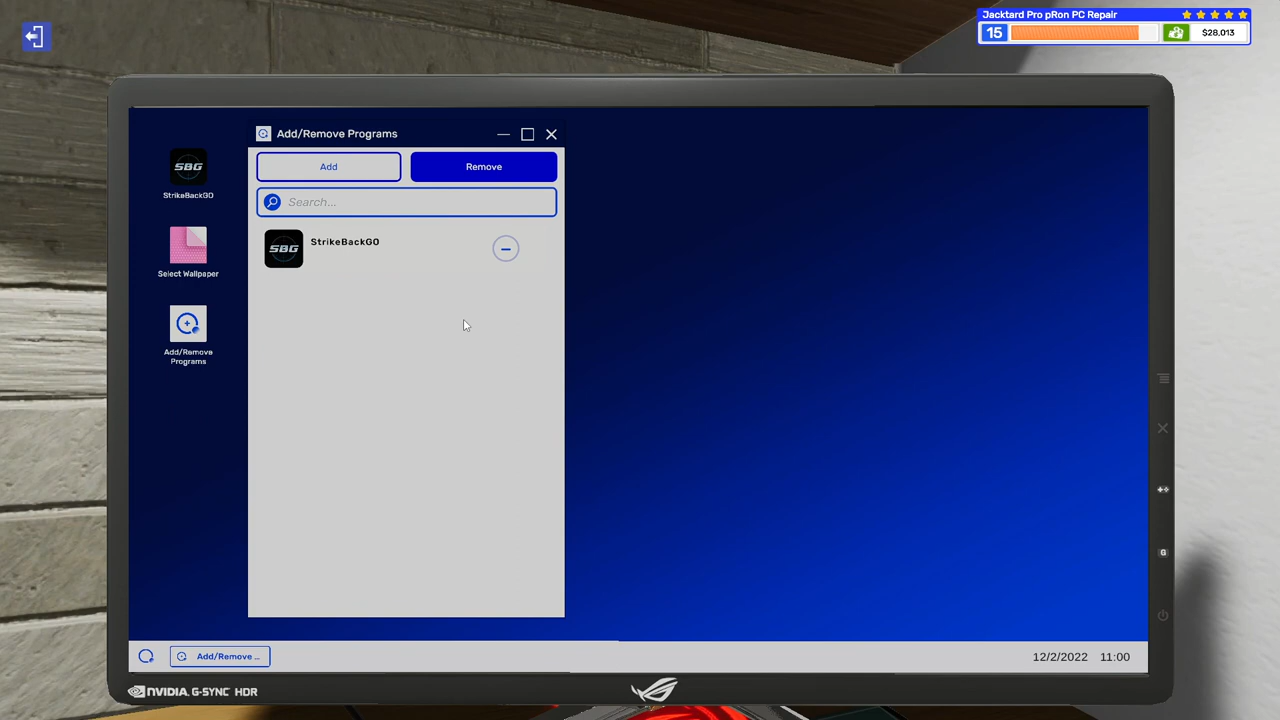 Jacktard Pro pRon PC Repair
15
$28,013
Add/Remove Programs
Add
Remove
Search...
SBG
StrikeBackGO
SBG
StrikeBackGO
Select Wallpaper
Add/Remove
Programs
Add/Remove ...
12/2/2022 11:00
NVIDIA G-SYNC HDR
G